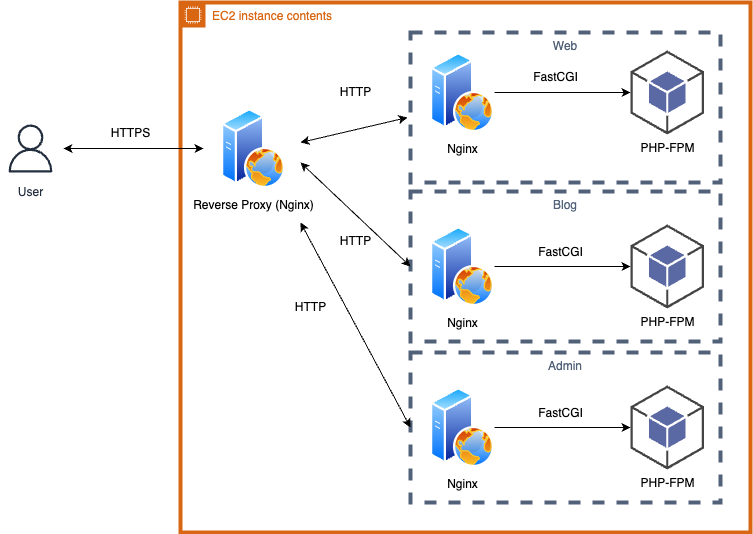 EC2 instance contents
Web
HTTP
FastCGI
Nginx
PHP-FPM
HTTPS
User
Reverse Proxy (Nginx)
Blog
HTTP
FastCGI
Nginx
PHP-FPM
HTTP
Admin
FastCGI
Nginx
PHP-FPM